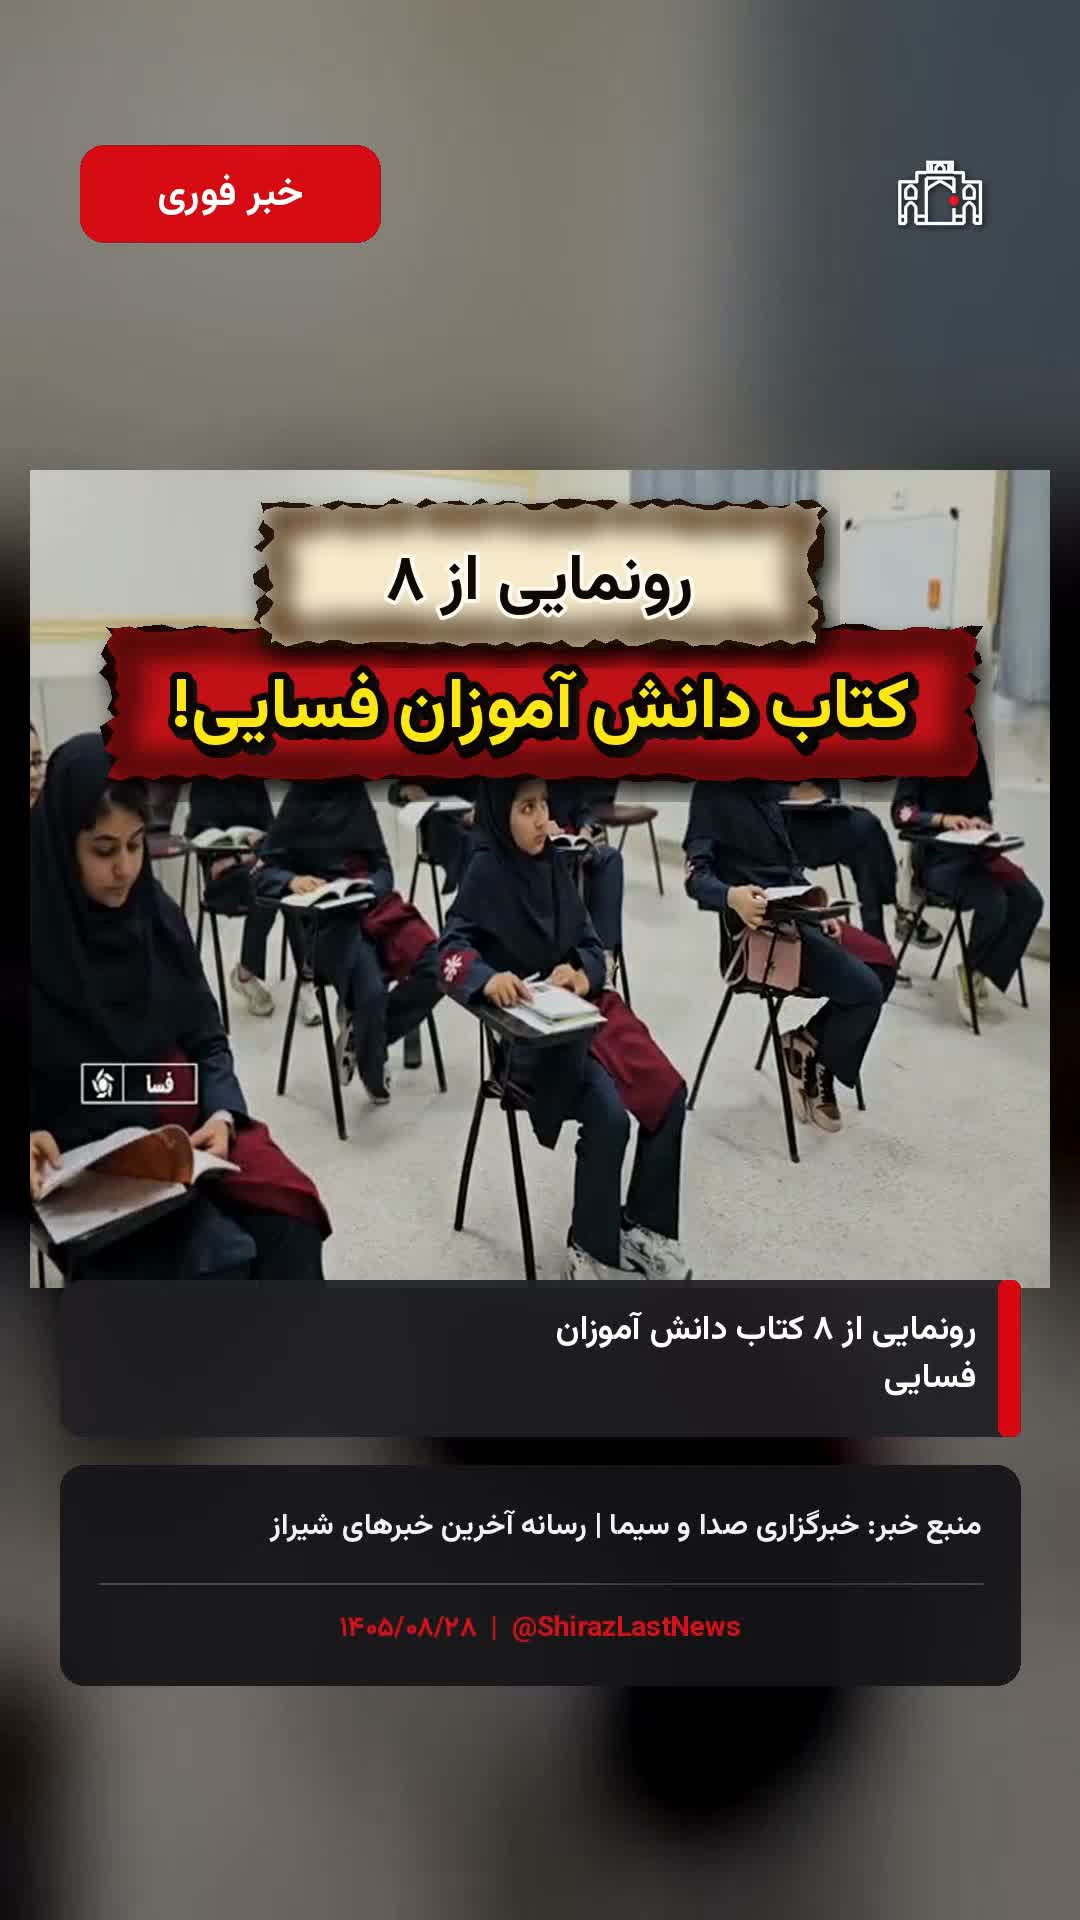 خبر فوری
رونمایی از ۸
کتاب دانش آموزان فسایی!
فسا
رونمایی از ۸ کتاب دانش آموزان
فسایی
منبع خبر: خبرگزاری صدا و سیما | رسانه آخرین خبرهای شیراز
۱۴۰۵/۰۸/۲۸ | @ShirazLastNews